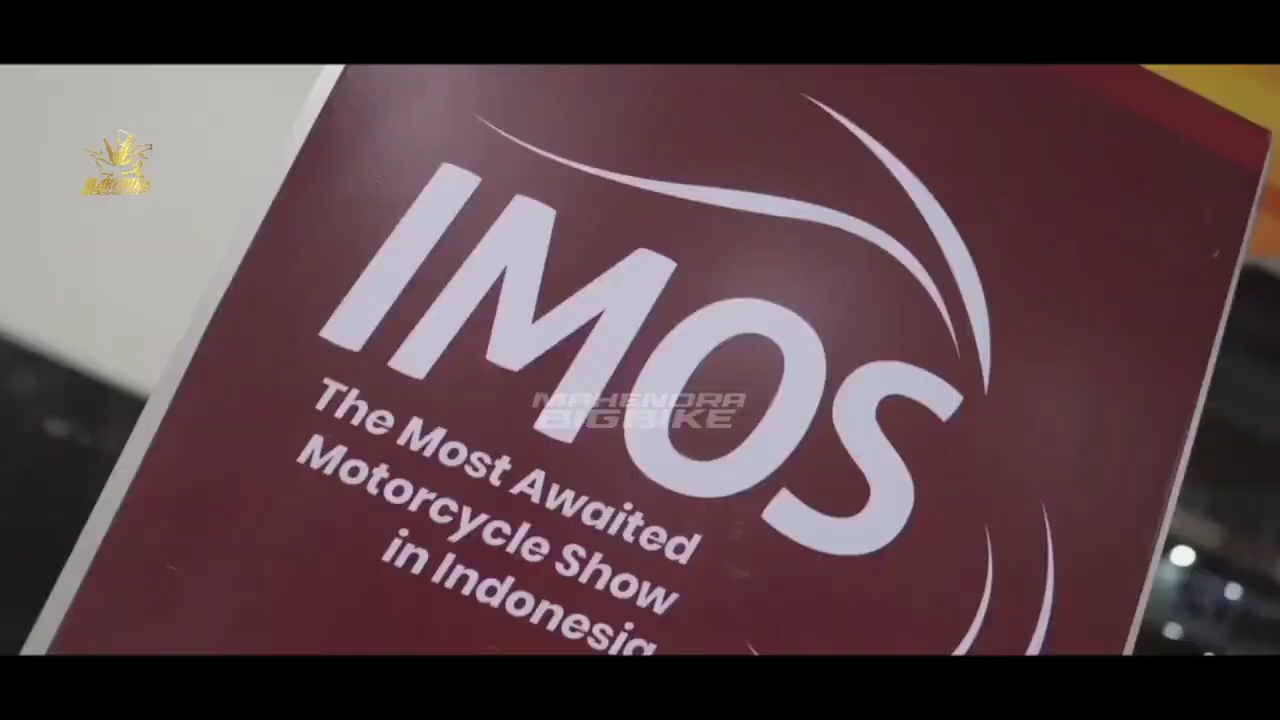 IMOS
The Most Awaited
Motorcycle Show
in Indonesia
MAHENDRA
BIGBIKE